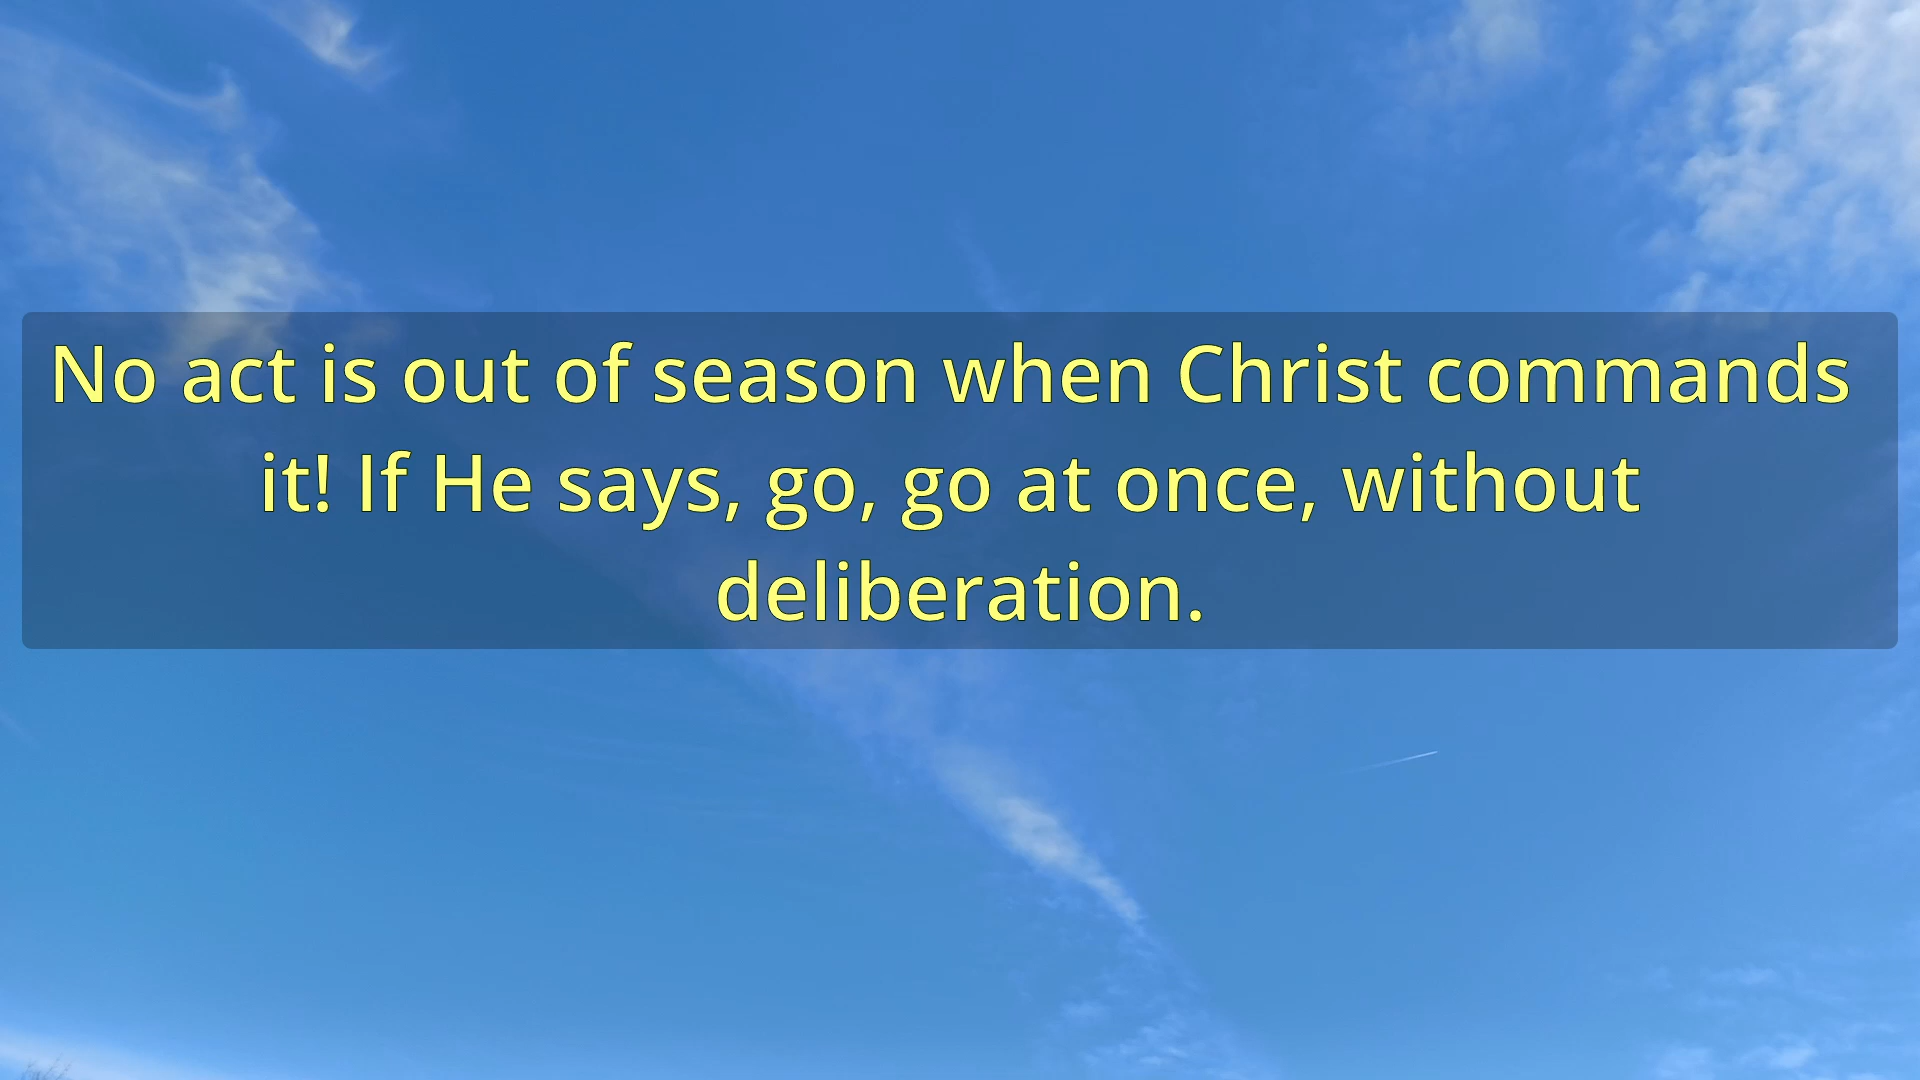 No act is out of season when Christ commands
it! If He says, go, go at once, without
deliberation.